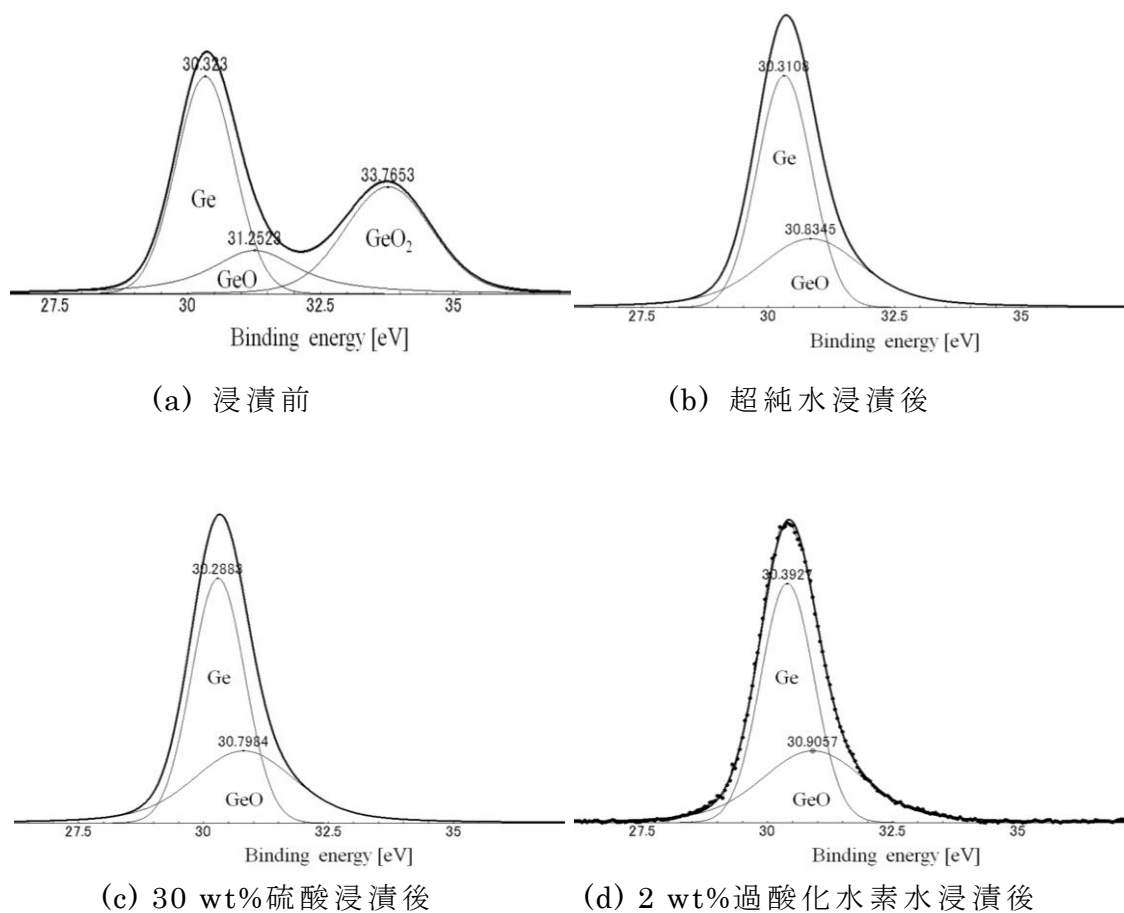 30.323
33.7653
Ge
31.2523
GeO₂
GeO
27.5 30 32.5 35
Binding energy [eV]
(a) 浸漬前
30.3108
Ge
30.8345
GeO
27.5 30 32.5 35
Binding energy [eV]
(b) 超純水浸漬後
30.2883
Ge
30.7984
GeO
27.5 30 32.5 35
Binding energy [eV]
(c) 30 wt%硫酸浸漬後
30.3927
Ge
30.9057
GeO
27.5 30 32.5 35
Binding energy [eV]
(d) 2 wt%過酸化水素水浸漬後